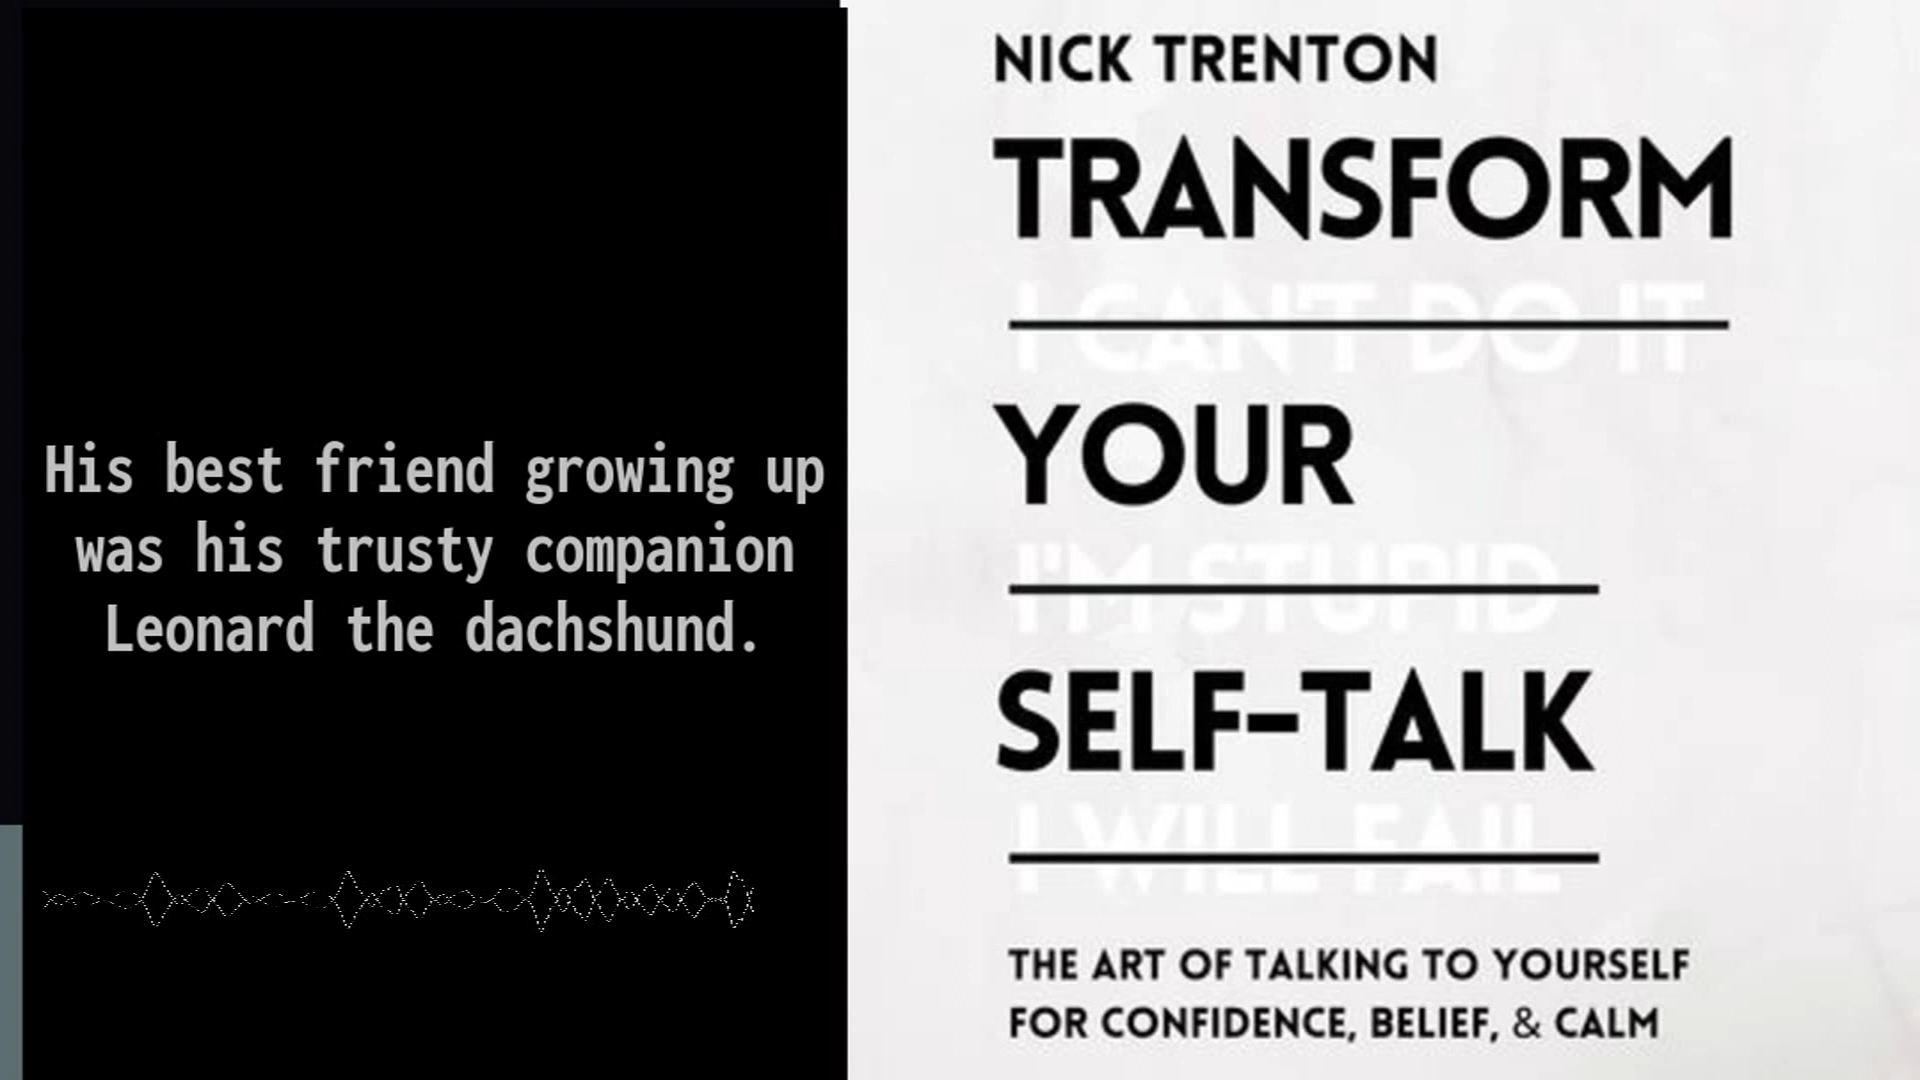 His best friend growing up
was his trusty companion
Leonard the dachshund.
NICK TRENTON
TRANSFORM
I CAN'T DO IT
YOUR
I'M STUPID
SELF-TALK
I WILL FAIL
THE ART OF TALKING TO YOURSELF
FOR CONFIDENCE, BELIEF, & CALM